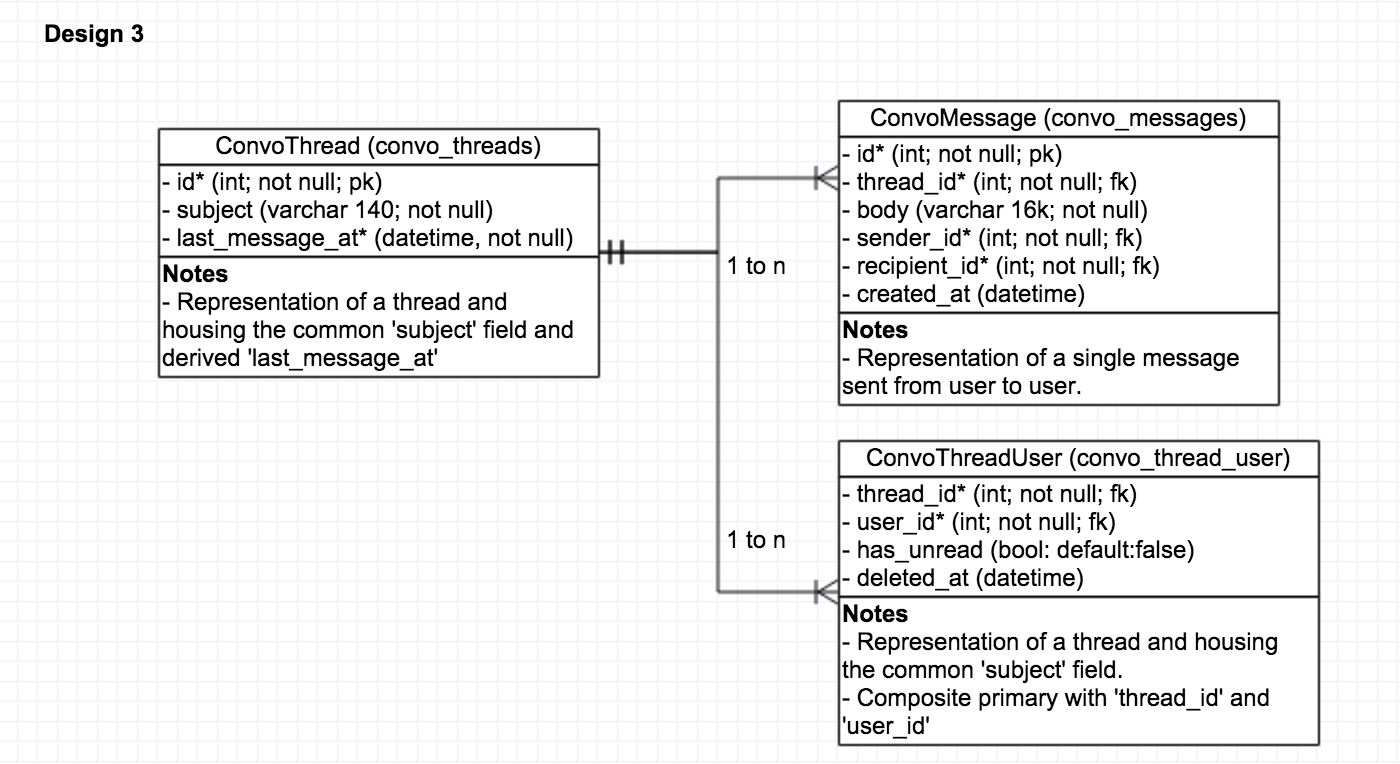 Design 3
ConvoThread (convo_threads)
- id* (int; not null; pk)
- subject (varchar 140; not null)
- last_message_at* (datetime, not null)
Notes
- Representation of a thread and
housing the common 'subject' field and
derived 'last_message_at'
1 to n
1 to n
ConvoMessage (convo_messages)
- id* (int; not null; pk)
- thread_id* (int; not null; fk)
- body (varchar 16k; not null)
- sender_id* (int; not null; fk)
- recipient_id* (int; not null; fk)
- created_at (datetime)
Notes
- Representation of a single message
sent from user to user.
ConvoThreadUser (convo_thread_user)
- thread_id* (int; not null; fk)
- user_id* (int; not null; fk)
- has_unread (bool: default:false)
- deleted_at (datetime)
Notes
- Representation of a thread and housing
the common 'subject' field.
- Composite primary with 'thread_id' and
'user_id'